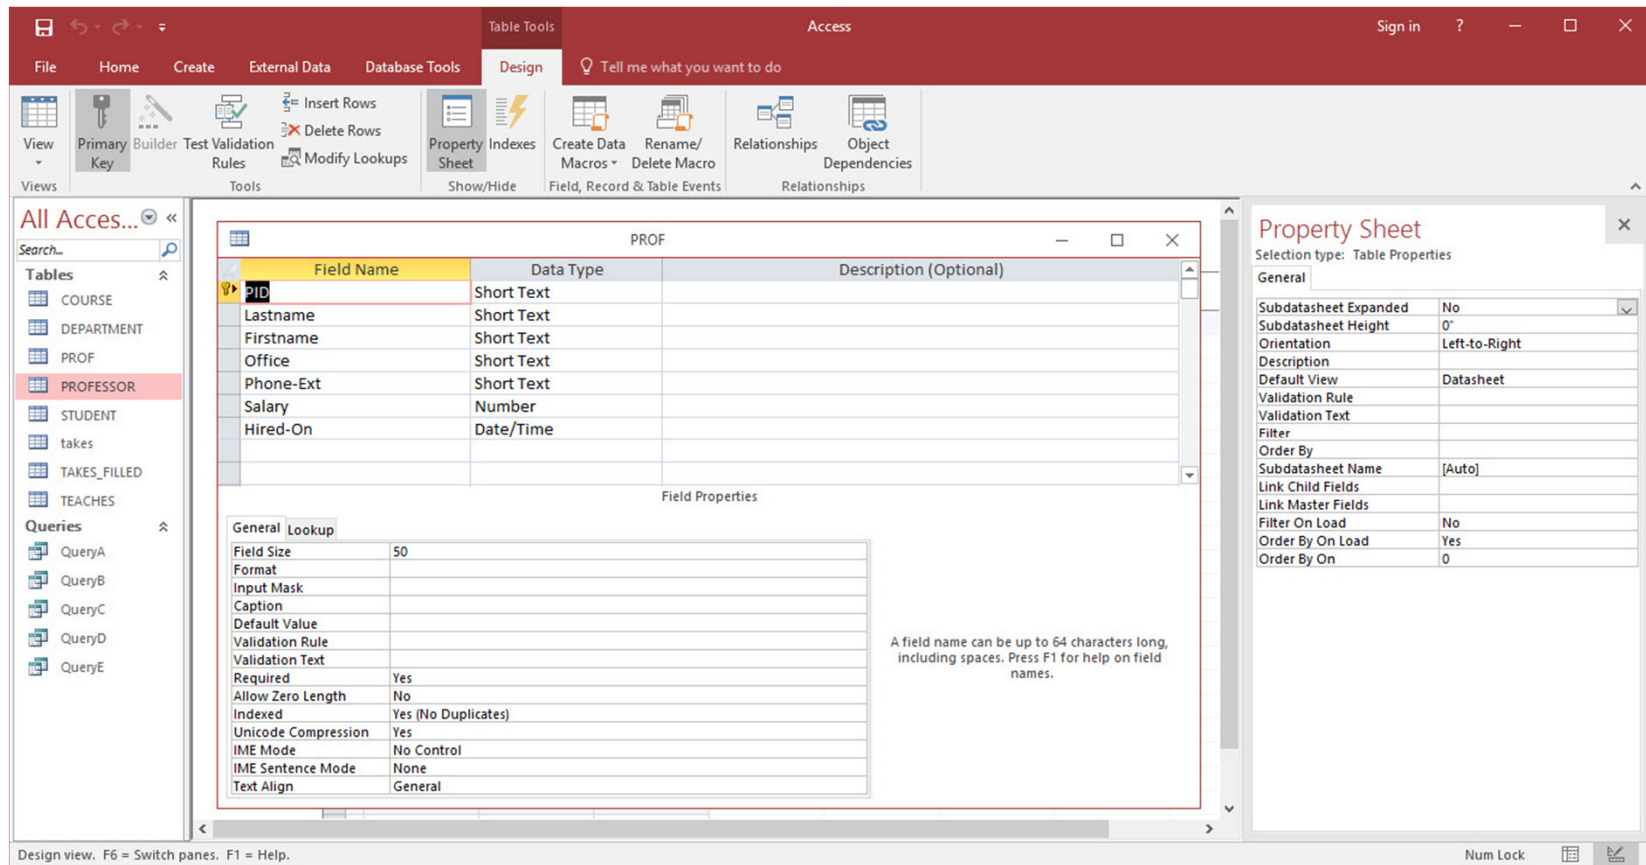 Table Tools
Access
Sign in ?
File Home Create External Data Database Tools Design Tell me what you want to do
View
Primary Key
Builder
Test Validation Rules
Insert Rows
Delete Rows
Modify Lookups
Property Sheet
Indexes
Create Data Macros
Rename/ Delete Macro
Relationships
Object Dependencies
Views
Tools
Show/Hide
Field, Record & Table Events
Relationships
All Acces... «
Search...
Tables
COURSE
DEPARTMENT
PROF
PROFESSOR
STUDENT
takes
TAKES_FILLED
TEACHES
Queries
QueryA
QueryB
QueryC
QueryD
QueryE
PROF
Field Name Data Type Description (Optional)
PID Short Text
Lastname Short Text
Firstname Short Text
Office Short Text
Phone-Ext Short Text
Salary Number
Hired-On Date/Time
Field Properties
General Lookup
Field Size 50
Format
Input Mask
Caption
Default Value
Validation Rule
Validation Text
Required Yes
Allow Zero Length No
Indexed Yes (No Duplicates)
Unicode Compression Yes
IME Mode No Control
IME Sentence Mode None
Text Align General
A field name can be up to 64 characters long,
including spaces. Press F1 for help on field
names.
Property Sheet
Selection type: Table Properties
General
Subdatasheet Expanded No
Subdatasheet Height 0"
Orientation Left-to-Right
Description
Default View Datasheet
Validation Rule
Validation Text
Filter
Order By
Subdatasheet Name [Auto]
Link Child Fields
Link Master Fields
Filter On Load No
Order By On Load Yes
Order By On 0
Design view. F6 = Switch panes. F1 = Help.
Num Lock